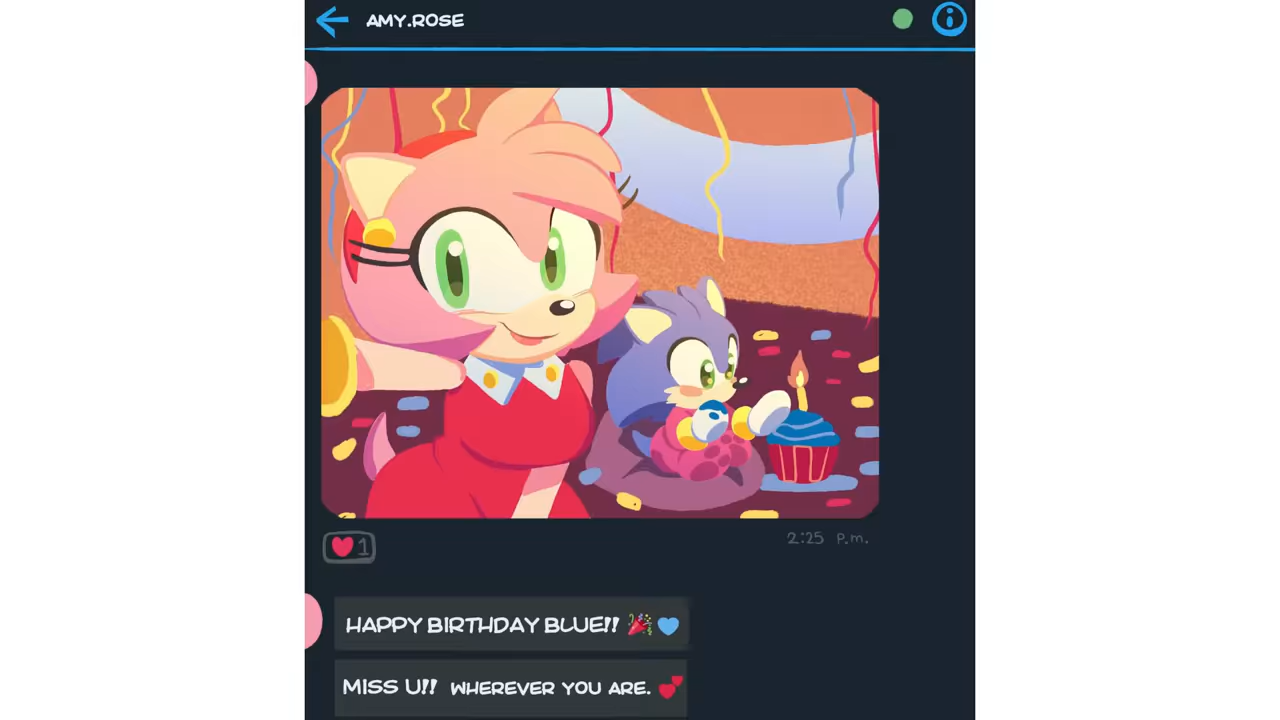 AMY.ROSE
1
2:25 P.M.
HAPPY BIRTHDAY BLUE!! 🎉💙
MISS U!! WHEREVER YOU ARE. 💕